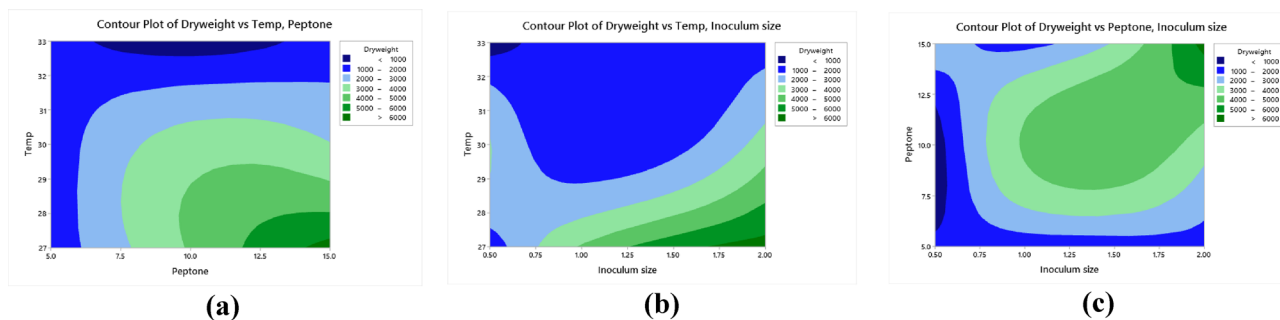 Contour Plot of Dryweight vs Temp, Peptone
33
32
31
30
29
28
27
Temp
5.0 7.5 10.0 12.5 15.0
Peptone
Dryweight
< 1000
1000 – 2000
2000 – 3000
3000 – 4000
4000 – 5000
5000 – 6000
> 6000
(a)
Contour Plot of Dryweight vs Temp, Inoculum size
33
32
31
30
29
28
27
Temp
0.50 0.75 1.00 1.25 1.50 1.75 2.00
Inoculum size
Dryweight
< 1000
1000 – 2000
2000 – 3000
3000 – 4000
4000 – 5000
5000 – 6000
> 6000
(b)
Contour Plot of Dryweight vs Peptone, Inoculum size
15.0
12.5
10.0
7.5
5.0
Peptone
0.50 0.75 1.00 1.25 1.50 1.75 2.00
Inoculum size
Dryweight
< 1000
1000 – 2000
2000 – 3000
3000 – 4000
4000 – 5000
5000 – 6000
> 6000
(c)